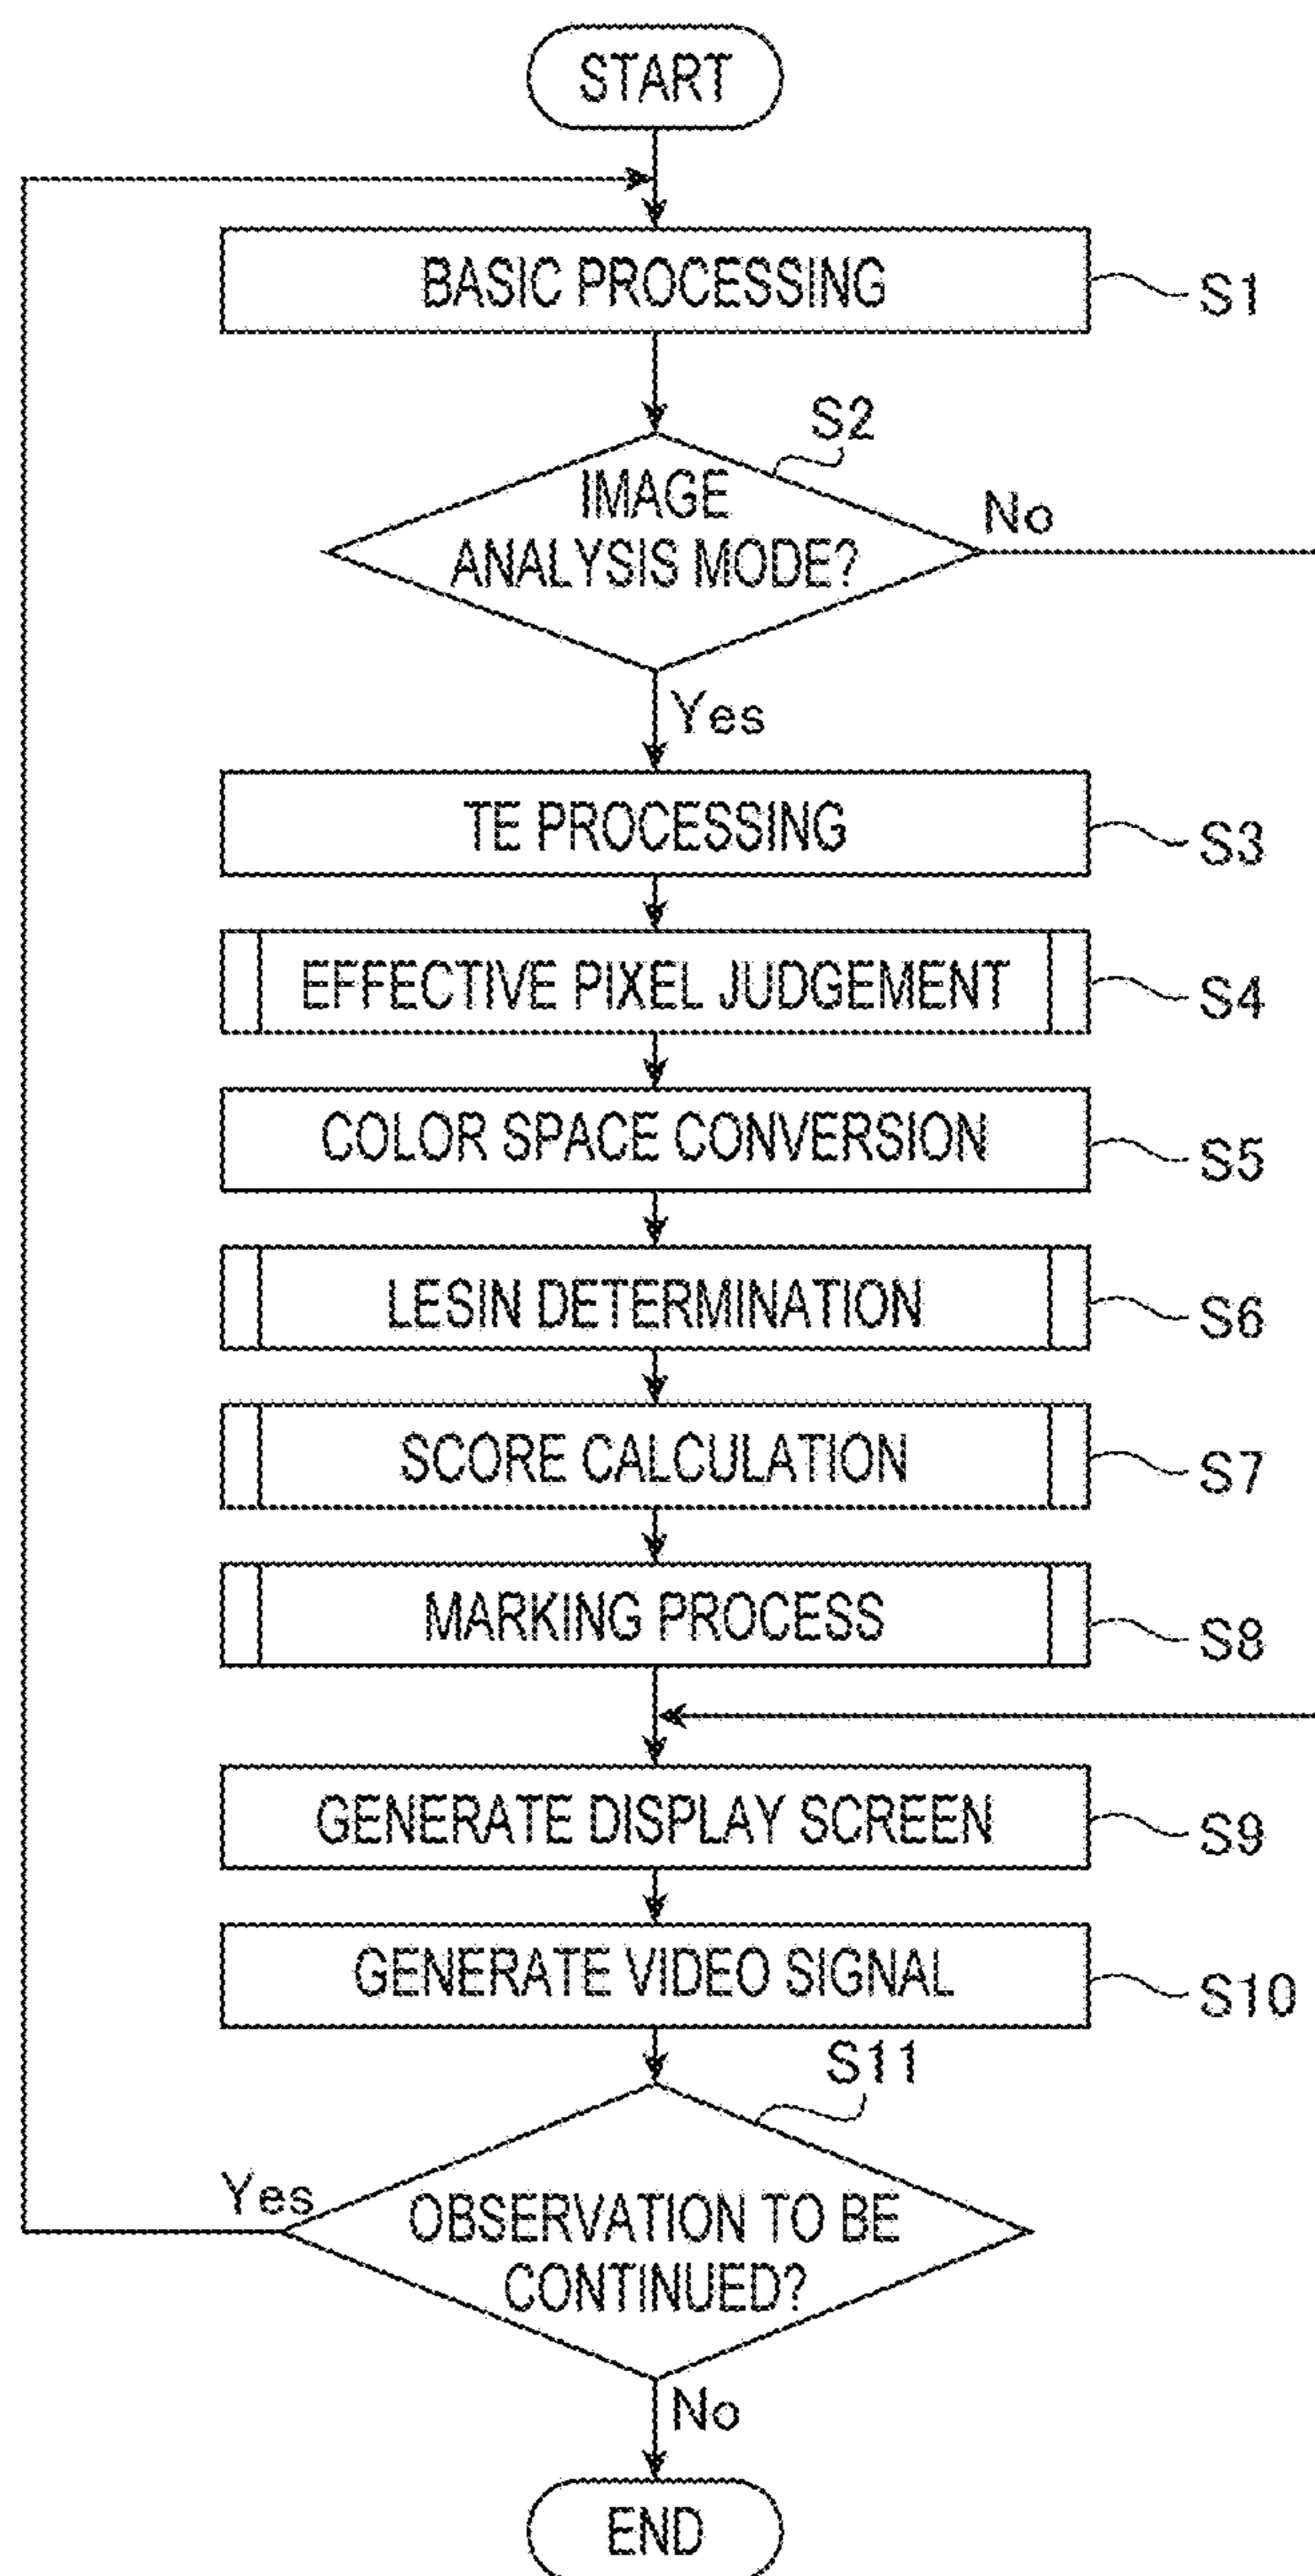 START
BASIC PROCESSING
S1
S2
IMAGE
ANALYSIS MODE?
No
Yes
TE PROCESSING
S3
EFFECTIVE PIXEL JUDGEMENT
S4
COLOR SPACE CONVERSION
S5
LESIN DETERMINATION
S6
SCORE CALCULATION
S7
MARKING PROCESS
S8
GENERATE DISPLAY SCREEN
S9
GENERATE VIDEO SIGNAL
S10
S11
Yes
OBSERVATION TO BE
CONTINUED?
No
END